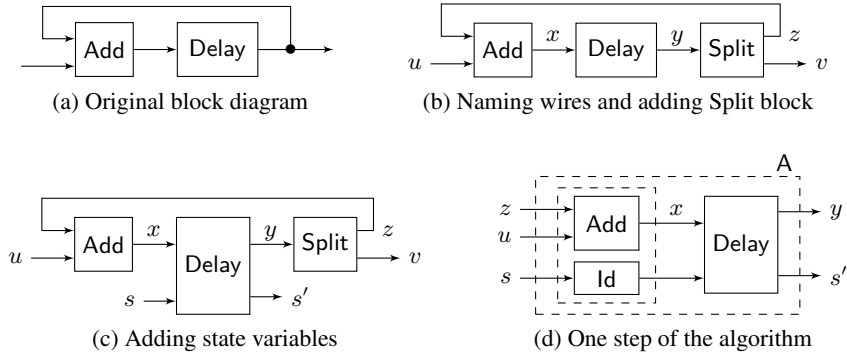 Add Delay
(a) Original block diagram
u Add x Delay y Split z v
(b) Naming wires and adding Split block
u Add x s Delay y s′ Split z v
(c) Adding state variables
A
z u s Add Id x Delay y s′
(d) One step of the algorithm